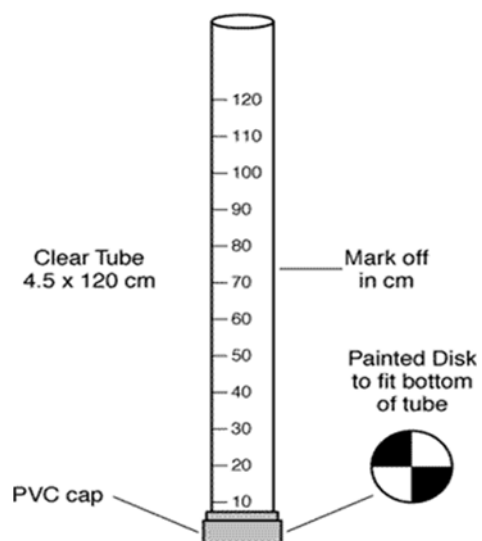 120
110
100
90
80
70
60
50
40
30
20
10
Clear Tube
4.5 x 120 cm
Mark off
in cm
Painted Disk
to fit bottom
of tube
PVC cap